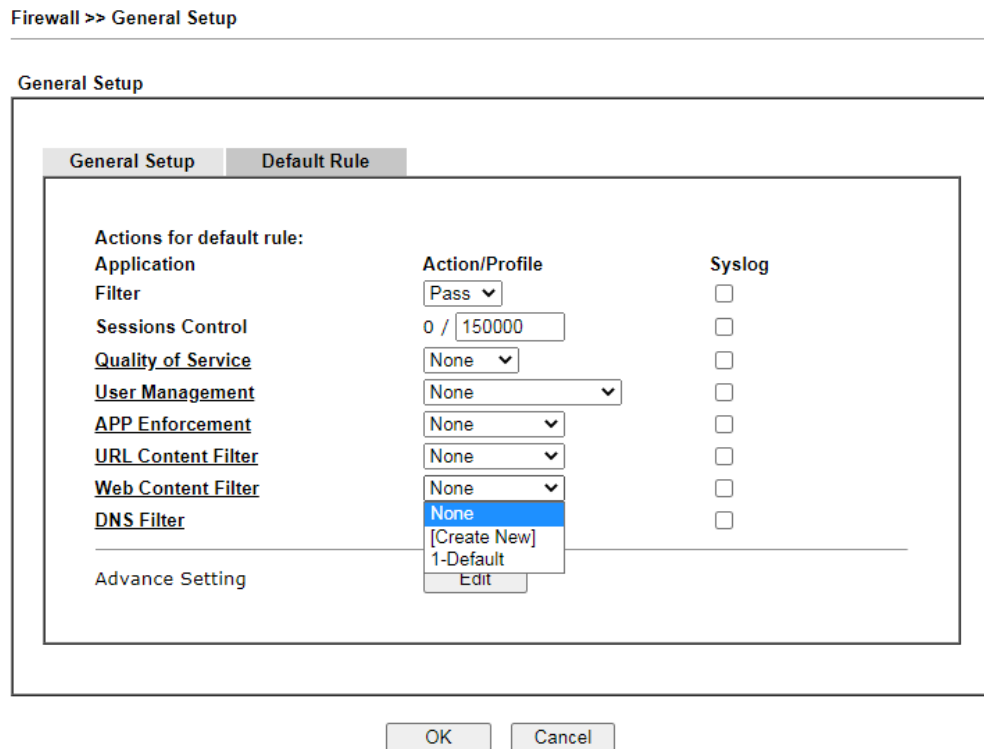 Firewall >> General Setup
General Setup
General Setup Default Rule
Actions for default rule:
Application Action/Profile Syslog
Filter Pass
Sessions Control 0 / 150000
Quality of Service None
User Management None
APP Enforcement None
URL Content Filter None
Web Content Filter None
None
DNS Filter
[Create New]
1-Default
Advance Setting Edit
OK Cancel